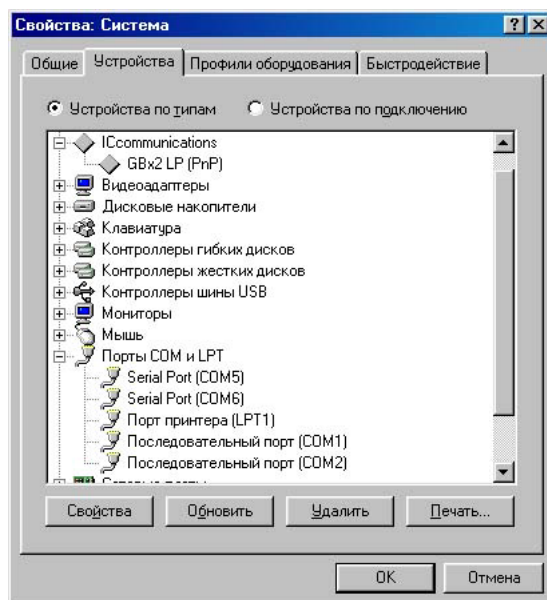 Свойства: Система
Общие Устройства Профили оборудования Быстродействие
Устройства по типам Устройства по подключению
ICcommunications
GBx2 LP (PnP)
Видеоадаптеры
Дисковые накопители
Клавиатура
Контроллеры гибких дисков
Контроллеры жестких дисков
Контроллеры шины USB
Мониторы
Мышь
Порты COM и LPT
Serial Port (COM5)
Serial Port (COM6)
Порт принтера (LPT1)
Последовательный порт (COM1)
Последовательный порт (COM2)
Свойства Обновить Удалить Печать...
OK Отмена